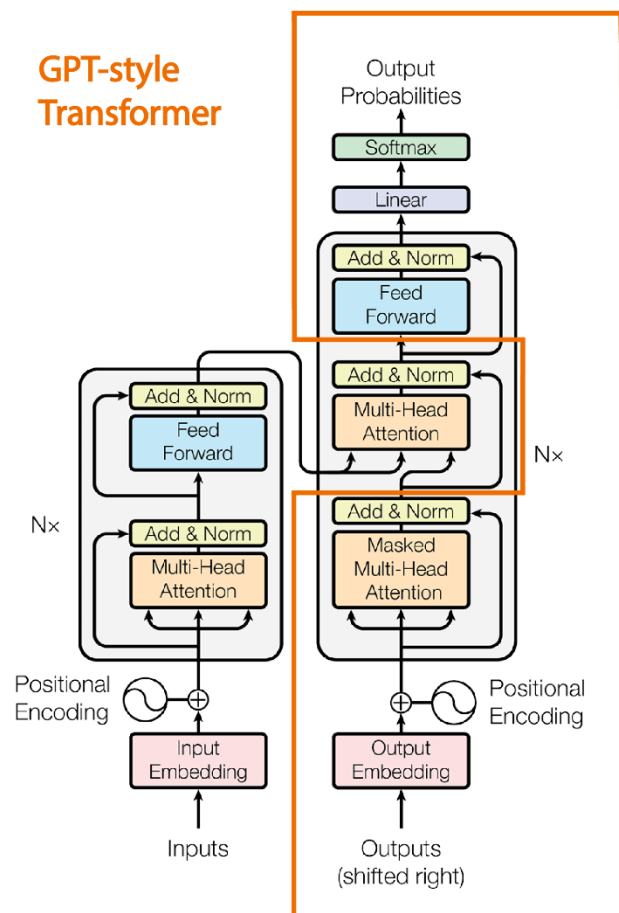 GPT-style
Transformer
Output
Probabilities
Softmax
Linear
Add & Norm
Feed
Forward
Add & Norm
Multi-Head
Attention
Nx
Add & Norm
Masked
Multi-Head
Attention
Positional
Encoding
Output
Embedding
Outputs
(shifted right)
Add & Norm
Feed
Forward
Nx
Add & Norm
Multi-Head
Attention
Positional
Encoding
Input
Embedding
Inputs